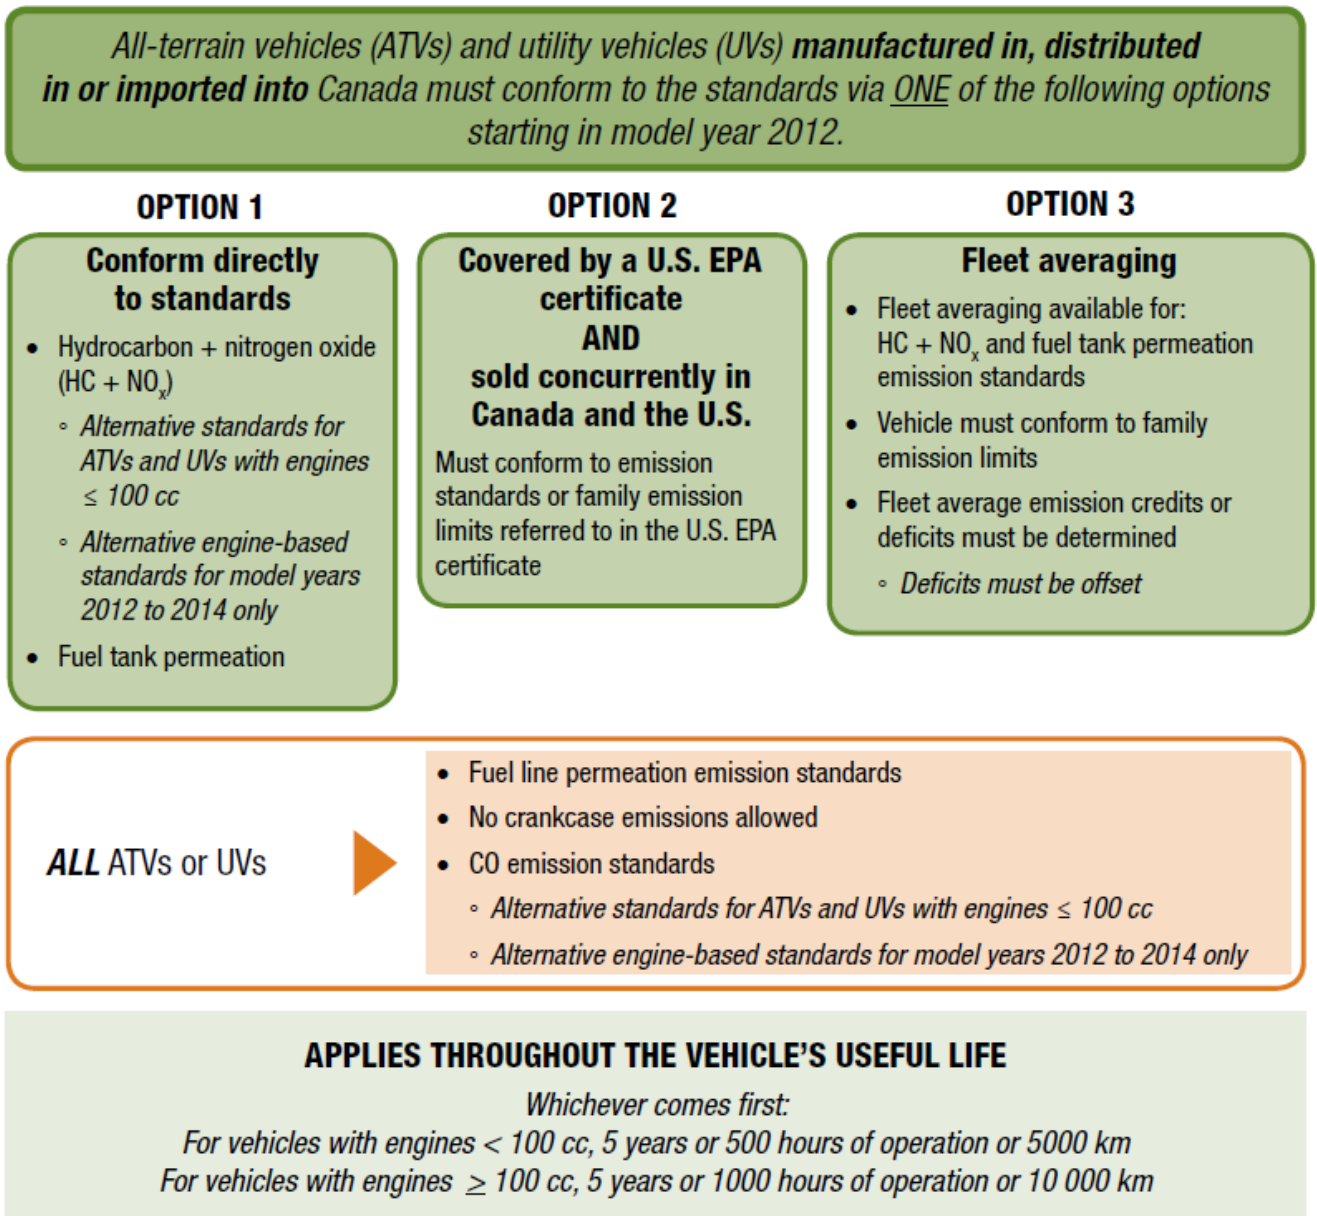 All-terrain vehicles (ATVs) and utility vehicles (UVs) manufactured in, distributed
in or imported into Canada must conform to the standards via ONE of the following options
starting in model year 2012.
OPTION 1
Conform directly
to standards
• Hydrocarbon + nitrogen oxide
(HC + NOx)
◦ Alternative standards for
ATVs and UVs with engines
≤ 100 cc
◦ Alternative engine-based
standards for model years
2012 to 2014 only
• Fuel tank permeation
OPTION 2
Covered by a U.S. EPA
certificate
AND
sold concurrently in
Canada and the U.S.
Must conform to emission
standards or family emission
limits referred to in the U.S. EPA
certificate
OPTION 3
Fleet averaging
• Fleet averaging available for:
HC + NOx and fuel tank permeation
emission standards
• Vehicle must conform to family
emission limits
• Fleet average emission credits or
deficits must be determined
◦ Deficits must be offset
ALL ATVs or UVs
• Fuel line permeation emission standards
• No crankcase emissions allowed
• CO emission standards
◦ Alternative standards for ATVs and UVs with engines ≤ 100 cc
◦ Alternative engine-based standards for model years 2012 to 2014 only
APPLIES THROUGHOUT THE VEHICLE'S USEFUL LIFE
Whichever comes first:
For vehicles with engines < 100 cc, 5 years or 500 hours of operation or 5000 km
For vehicles with engines ≥ 100 cc, 5 years or 1000 hours of operation or 10 000 km